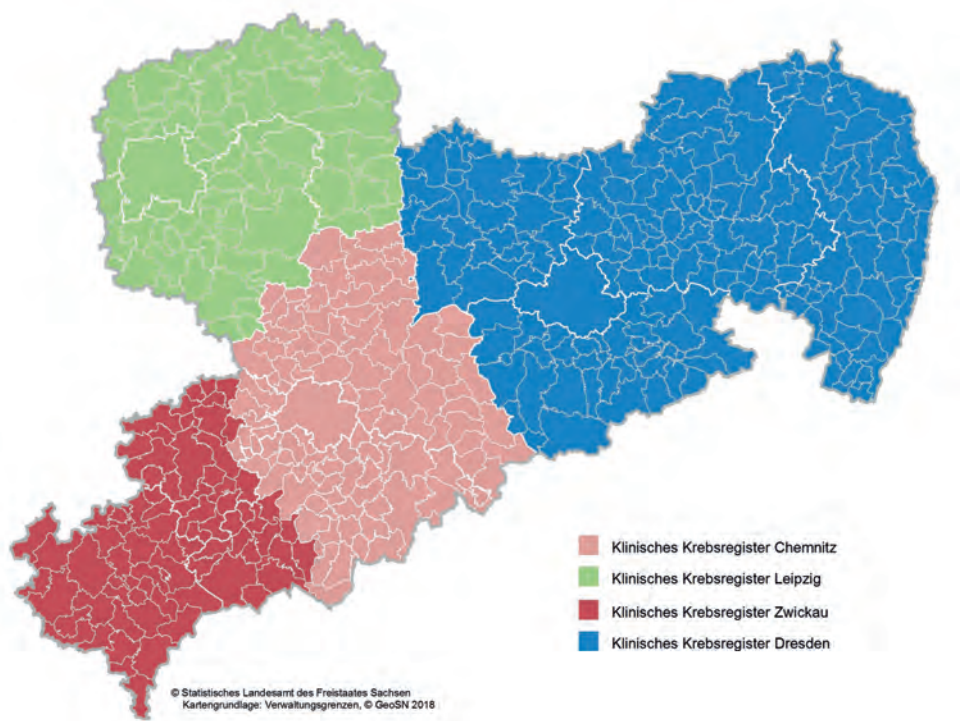 Klinisches Krebsregister Chemnitz
Klinisches Krebsregister Leipzig
Klinisches Krebsregister Zwickau
Klinisches Krebsregister Dresden
© Statistisches Landesamt des Freistaates Sachsen
Kartengrundlage: Verwaltungsgrenzen, © GeoSN 2018